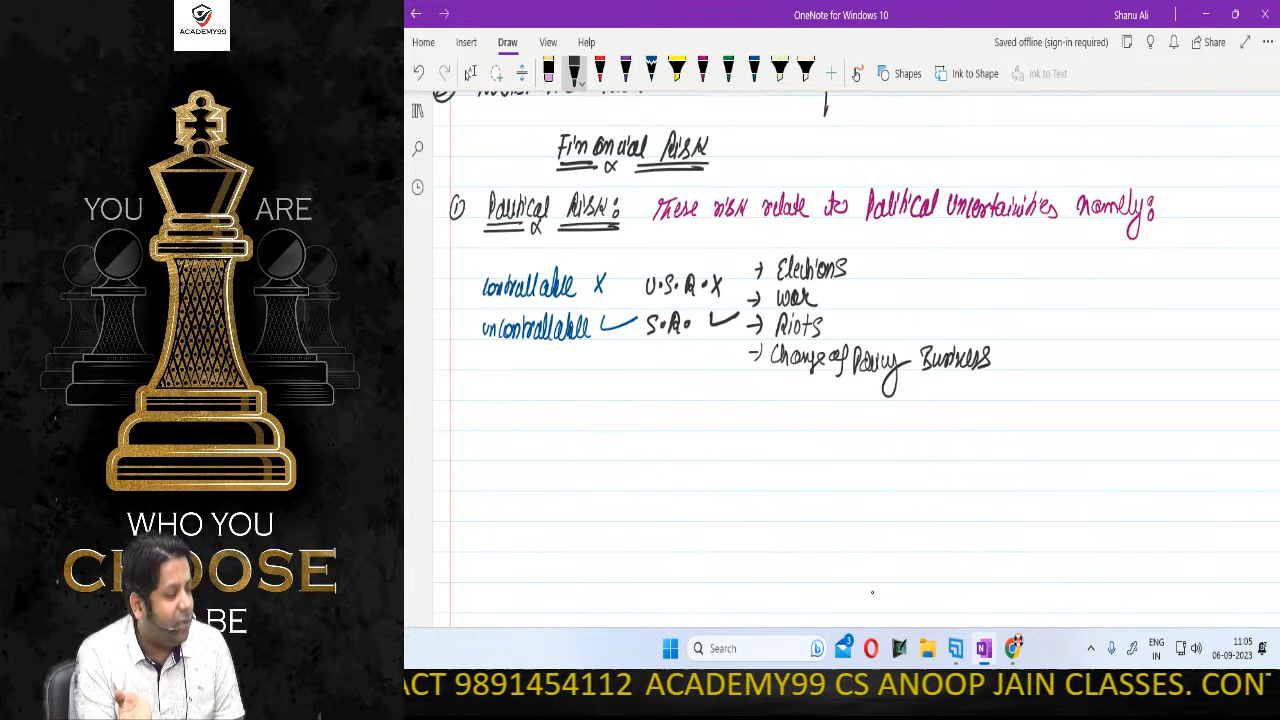 ACADEMY99
YOU ARE
WHO YOU
CHOOSE
BE
OneNote for Windows 10
Shanu Ali
Home Insert Draw View Help
Saved offline (sign-in required)
Share
Shapes Ink to Shape Ink to Text
Financial Risk
① Political Risk: These risk relate to Political Uncertainities namely:
→ Elections
controllable X U.S.R. X
→ War
uncontrollable ✓ S.R. ✓
→ Riots
→ Change of Policy Business
Search
3
ENG
IN
11:05
06-09-2023
ACT 9891454112 ACADEMY99 CS ANOOP JAIN CLASSES. CONT